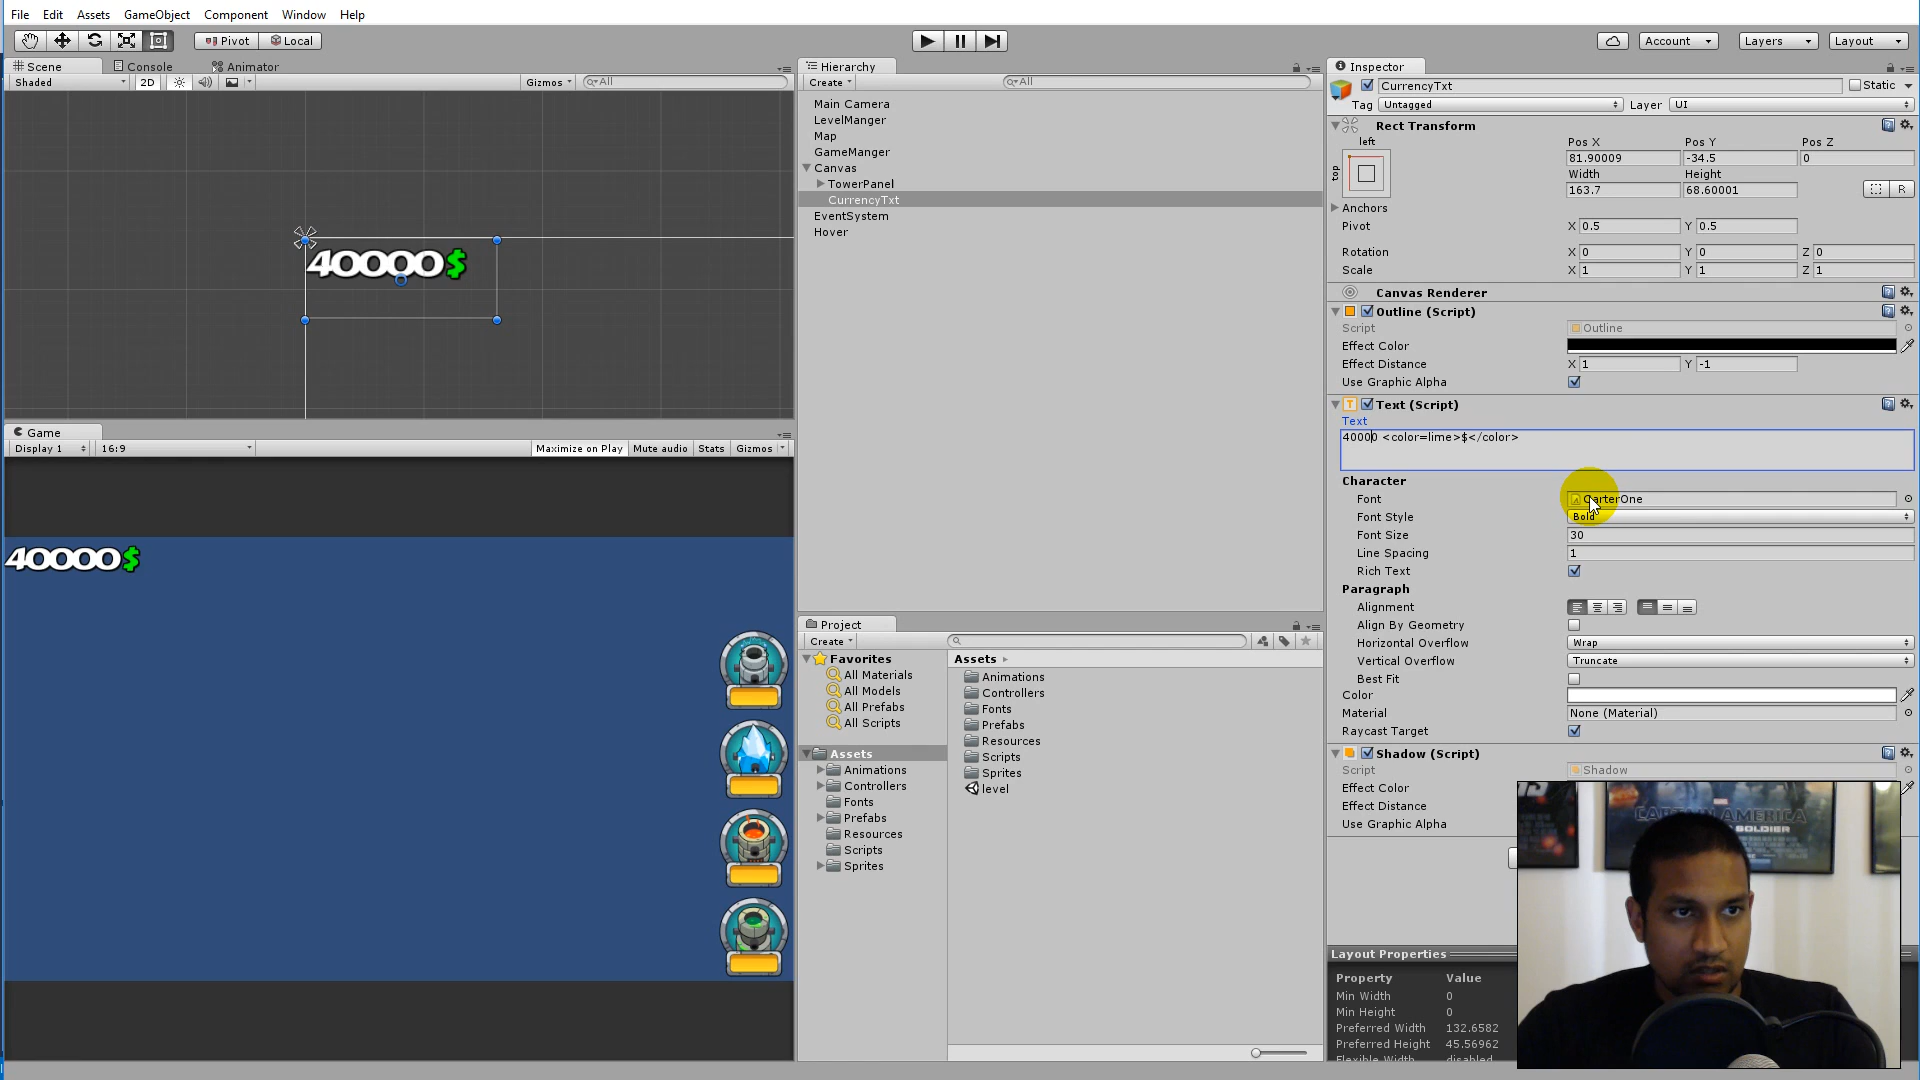 File Edit Assets GameObject Component Window Help
Pivot Local
Account Layers Layout
Scene Console Animator
Shaded 2D Gizmos All
40000$
Game
Display 1 16:9 Maximize on Play Mute audio Stats Gizmos
40000$
Hierarchy
Create All
Main Camera
LevelManger
Map
GameManger
Canvas
TowerPanel
CurrencyTxt
EventSystem
Hover
Project
Create
Favorites
All Materials
All Models
All Prefabs
All Scripts
Assets
Animations
Controllers
Fonts
Prefabs
Resources
Scripts
Sprites
Assets
Animations
Controllers
Fonts
Prefabs
Resources
Scripts
Sprites
level
Inspector
CurrencyTxt Static
Tag Untagged Layer UI
Rect Transform
left Pos X Pos Y Pos Z
top 81.90009 -34.5 0
Width Height
163.7 68.60001 R
Anchors
Pivot X 0.5 Y 0.5
Rotation X 0 Y 0 Z 0
Scale X 1 Y 1 Z 1
Canvas Renderer
Outline (Script)
Script Outline
Effect Color
Effect Distance X 1 Y -1
Use Graphic Alpha
T Text (Script)
Text
40000 <color=lime>$</color>
Character
Font CarterOne
Font Style Bold
Font Size 30
Line Spacing 1
Rich Text
Paragraph
Alignment
Align By Geometry
Horizontal Overflow Wrap
Vertical Overflow Truncate
Best Fit
Color
Material None (Material)
Raycast Target
Shadow (Script)
Script Shadow
Effect Color
Effect Distance
Use Graphic Alpha
MARVEL
CAPTAIN AMERICA
SOLDIER
Layout Properties
Property Value
Min Width 0
Min Height 0
Preferred Width 132.6582
Preferred Height 45.56962
Flexible Width disabled